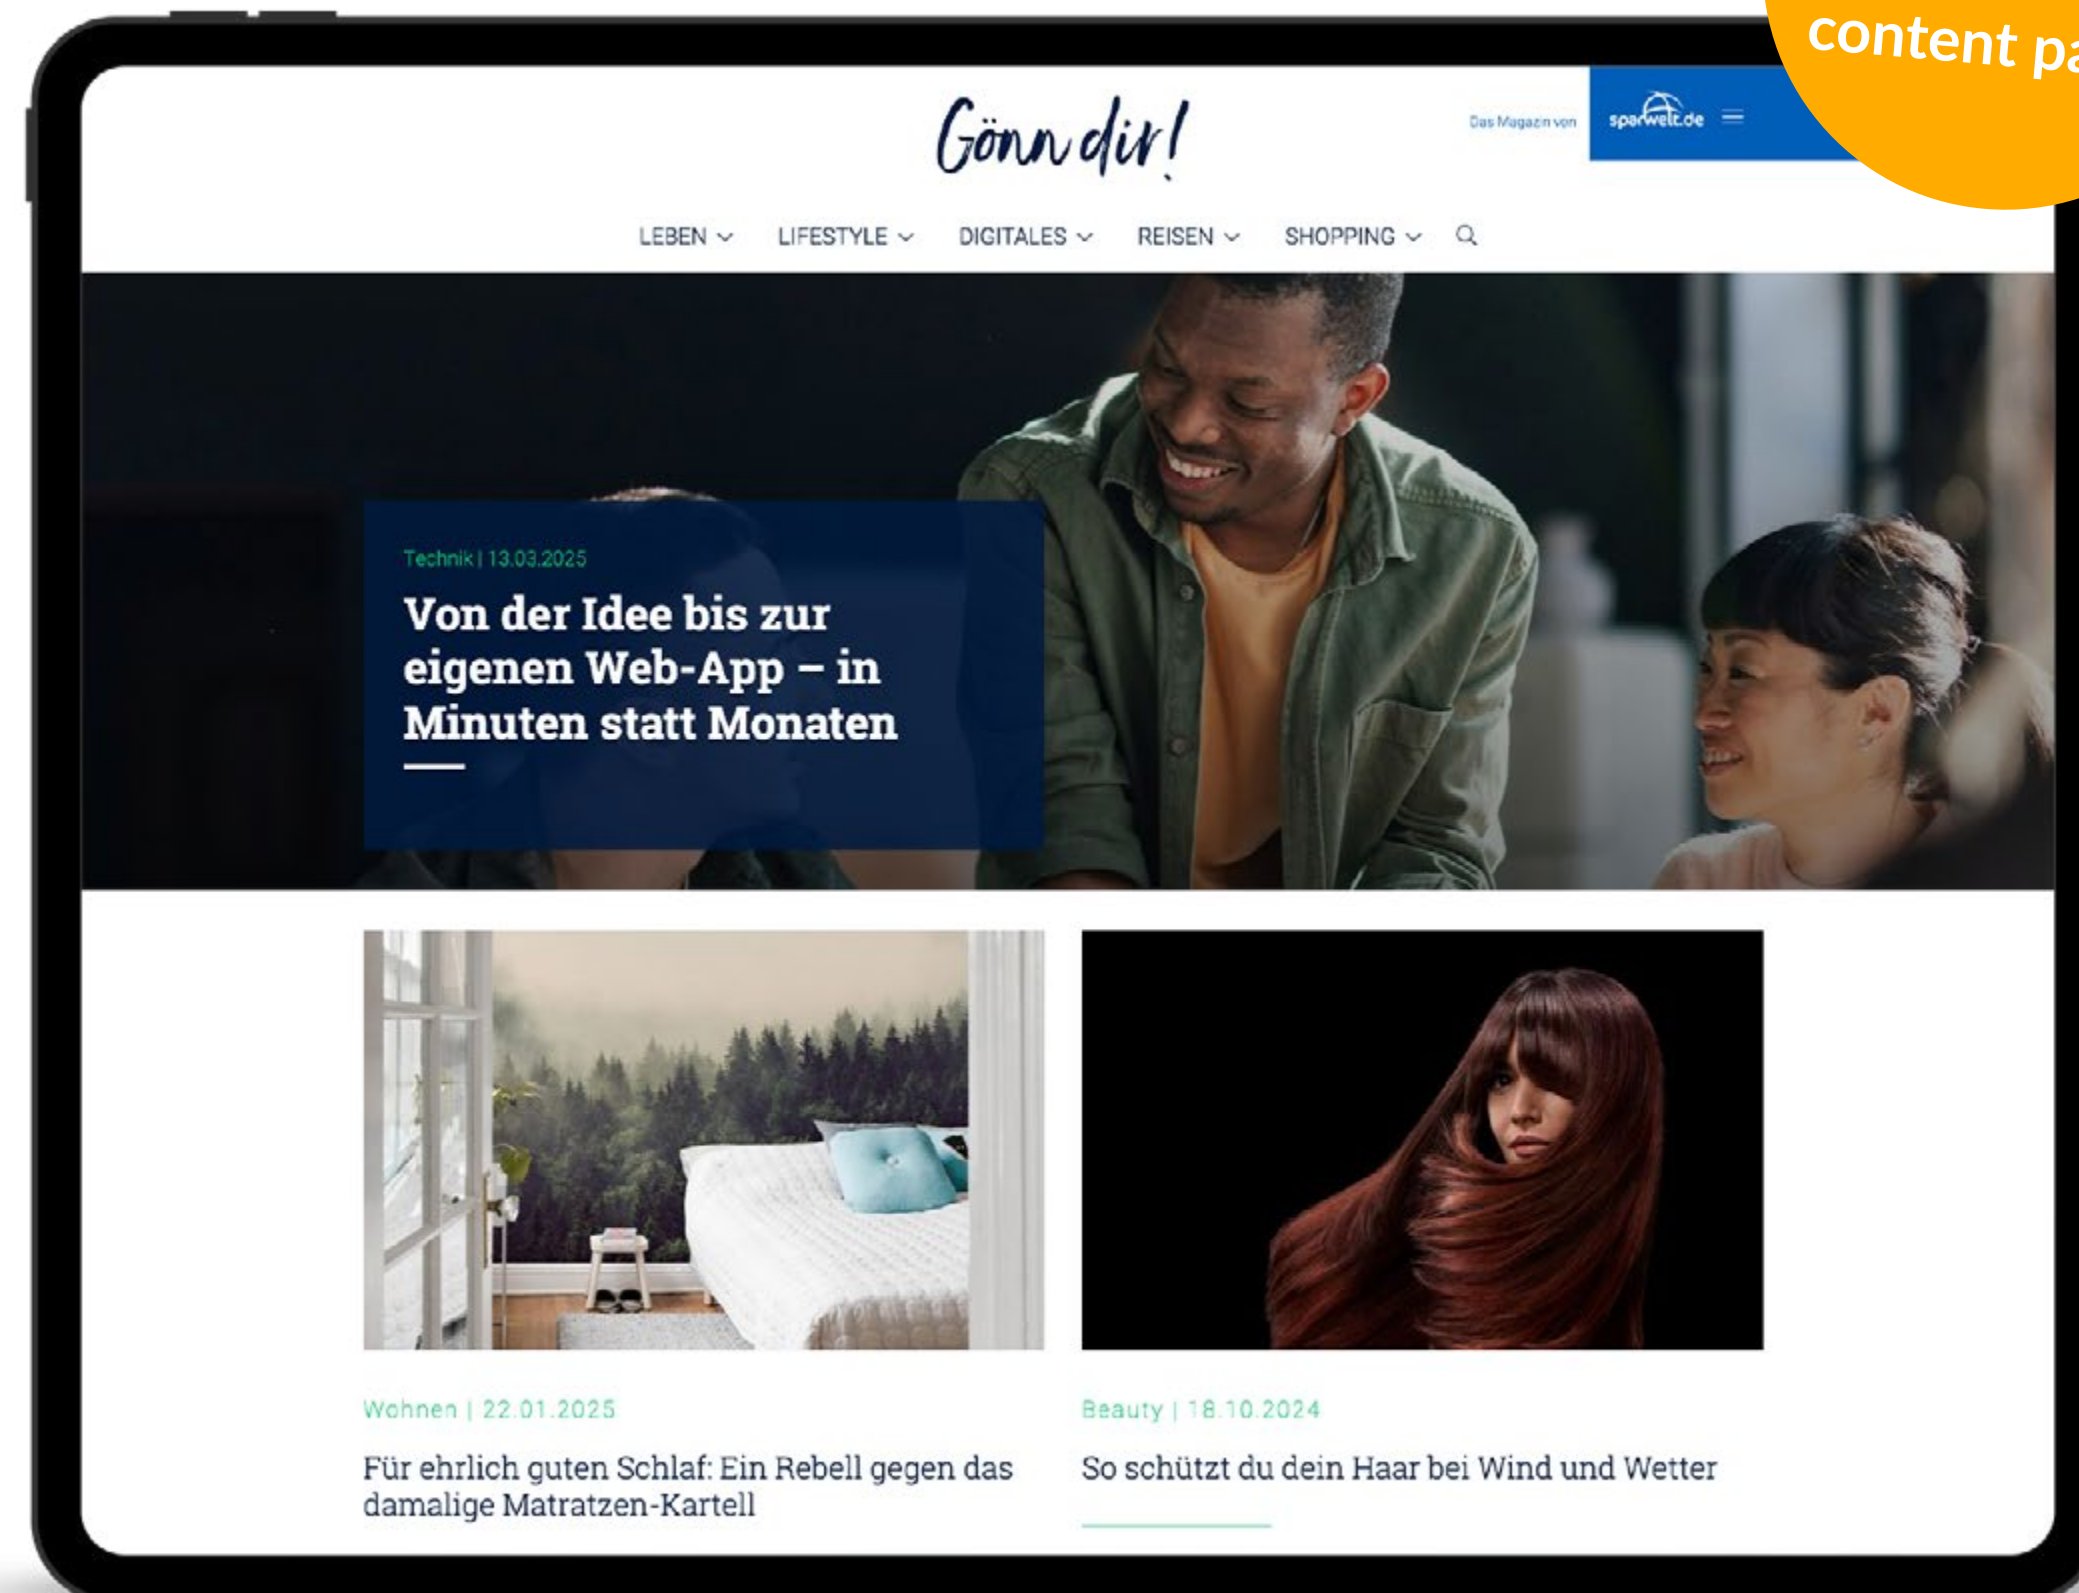 content pa
Gönn dir!
Das Magazin von
sparwelt.de
LEBEN LIFESTYLE DIGITALES REISEN SHOPPING
Technik | 13.03.2025
Von der Idee bis zur
eigenen Web-App – in
Minuten statt Monaten
Wohnen | 22.01.2025
Für ehrlich guten Schlaf: Ein Rebell gegen das
damalige Matratzen-Kartell
Beauty | 18.10.2024
So schützt du dein Haar bei Wind und Wetter